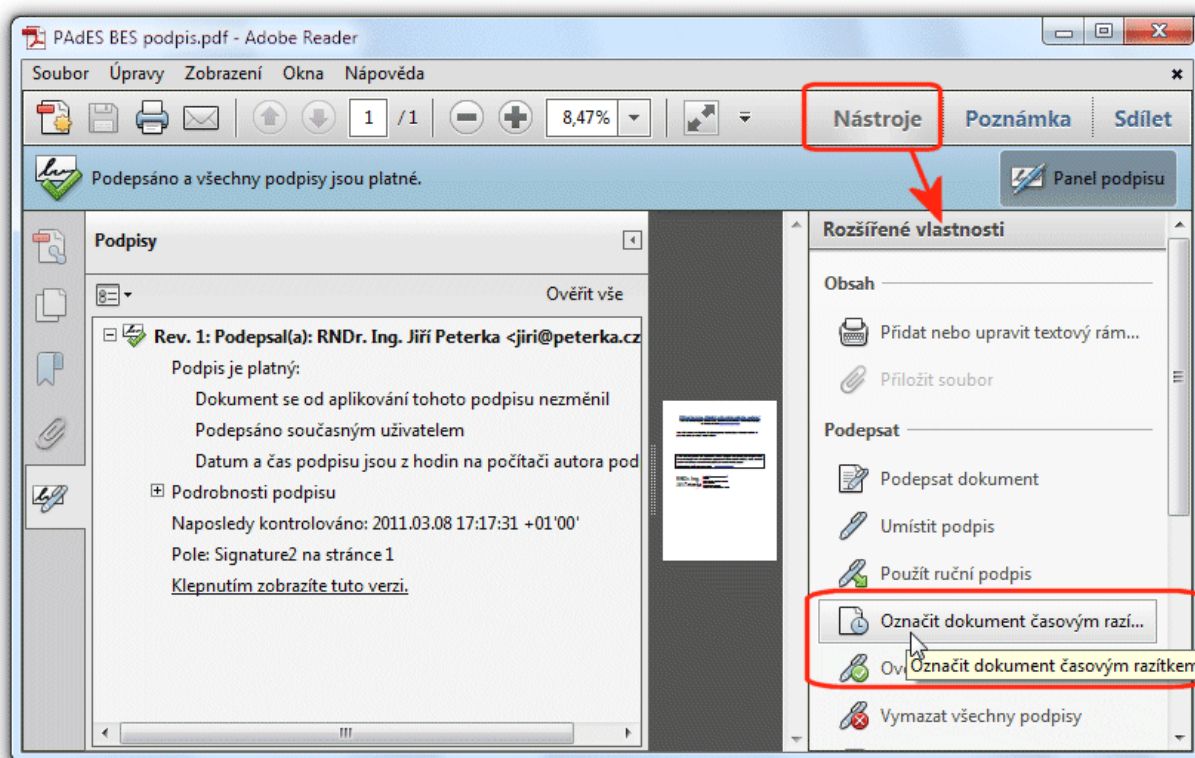 PAdES BES podpis.pdf - Adobe Reader
Soubor Úpravy Zobrazení Okna Nápověda
1 /1 8,47% Nástroje Poznámka Sdílet
Podepsáno a všechny podpisy jsou platné. Panel podpisu
Podpisy
Ověřit vše
Rev. 1: Podepsal(a): RNDr. Ing. Jiří Peterka <jiri@peterka.cz
Podpis je platný:
Dokument se od aplikování tohoto podpisu nezměnil
Podepsáno současným uživatelem
Datum a čas podpisu jsou z hodin na počítači autora pod
Podrobnosti podpisu
Naposledy kontrolováno: 2011.03.08 17:17:31 +01'00'
Pole: Signature2 na stránce 1
Klepnutím zobrazíte tuto verzi.
Rozšířené vlastnosti
Obsah
Přidat nebo upravit textový rám...
Přiložit soubor
Podepsat
Podepsat dokument
Umístit podpis
Použít ruční podpis
Označit dokument časovým razí...
Označit dokument časovým razítkem
Vymazat všechny podpisy